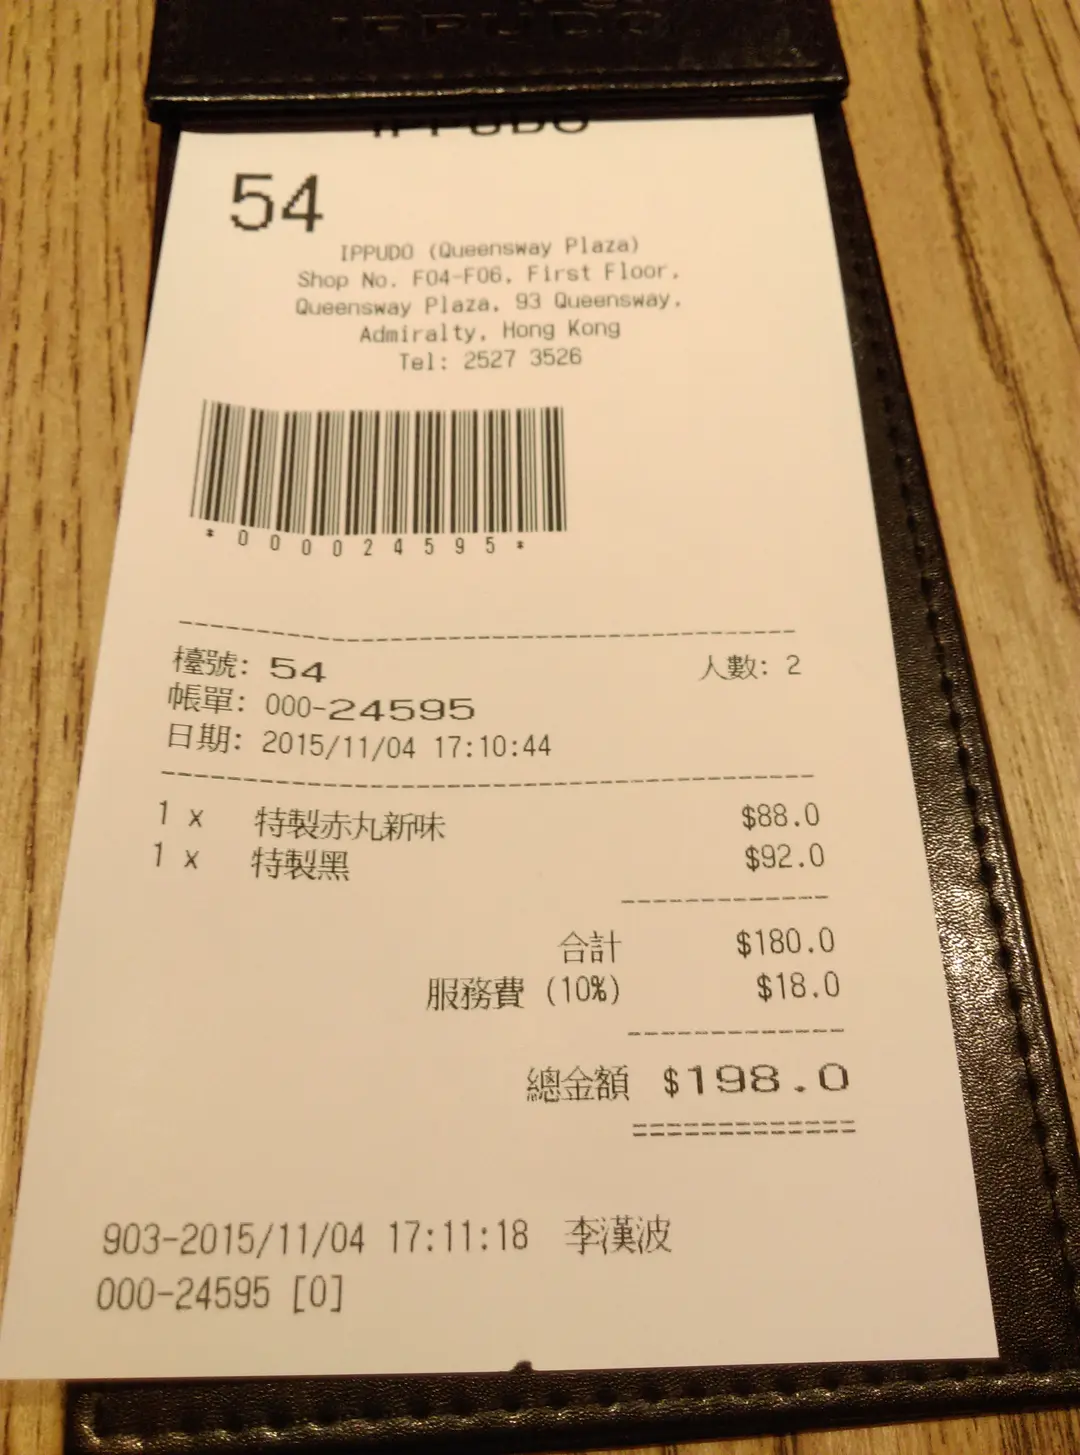 IPPUDO
IPPUDO
54
IPPUDO (Queensway Plaza)
Shop No. F04-F06, First Floor,
Queensway Plaza, 93 Queensway,
Admiralty, Hong Kong
Tel: 2527 3526
*000024595*
檯號: 54 人數: 2
帳單: 000-24595
日期: 2015/11/04 17:10:44
1 x 特製赤丸新味 $88.0
1 x 特製黑 $92.0
合計 $180.0
服務費 (10%) $18.0
總金額 $198.0
903-2015/11/04 17:11:18 李漢波
000-24595 [0]